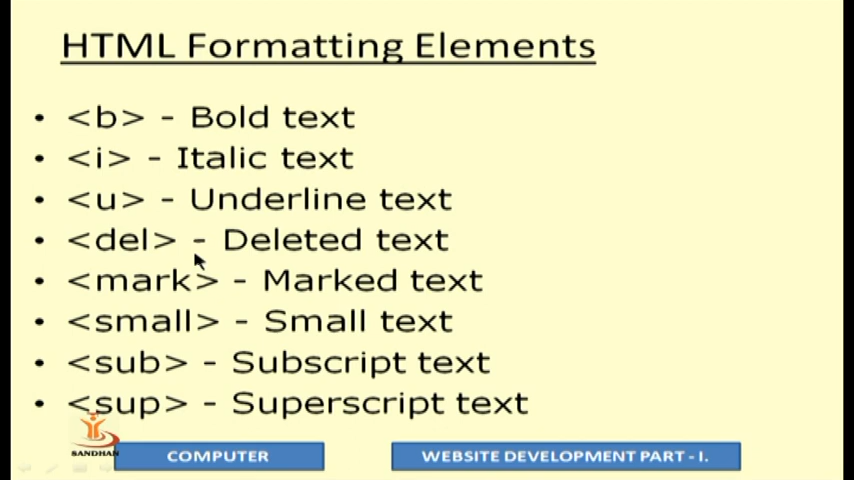 HTML Formatting Elements
• <b> - Bold text
• <i> - Italic text
• <u> - Underline text
• <del> - Deleted text
• <mark> - Marked text
• <small> - Small text
• <sub> - Subscript text
• <sup> - Superscript text
SANDHAN
COMPUTER
WEBSITE DEVELOPMENT PART - I.